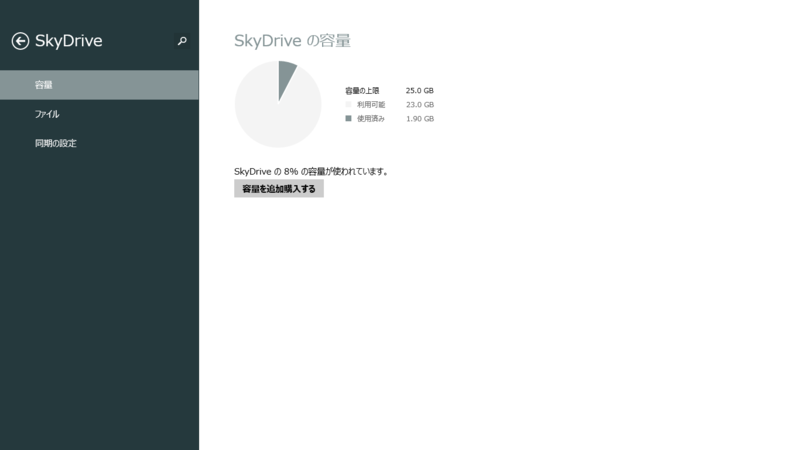 SkyDrive
容量
ファイル
同期の設定
SkyDrive の容量
容量の上限 25.0 GB
利用可能 23.0 GB
使用済み 1.90 GB
SkyDrive の 8% の容量が使われています。
容量を追加購入する